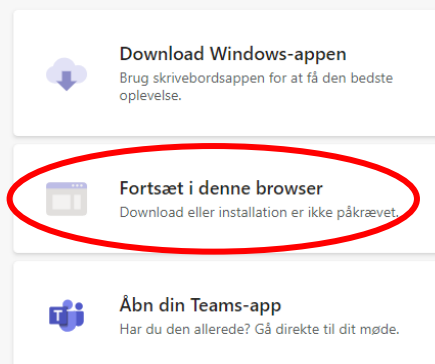 Download Windows-appen
Brug skrivebordsappen for at få den bedste
oplevelse.
Fortsæt i denne browser
Download eller installation er ikke påkrævet.
T
Åbn din Teams-app
Har du den allerede? Gå direkte til dit møde.